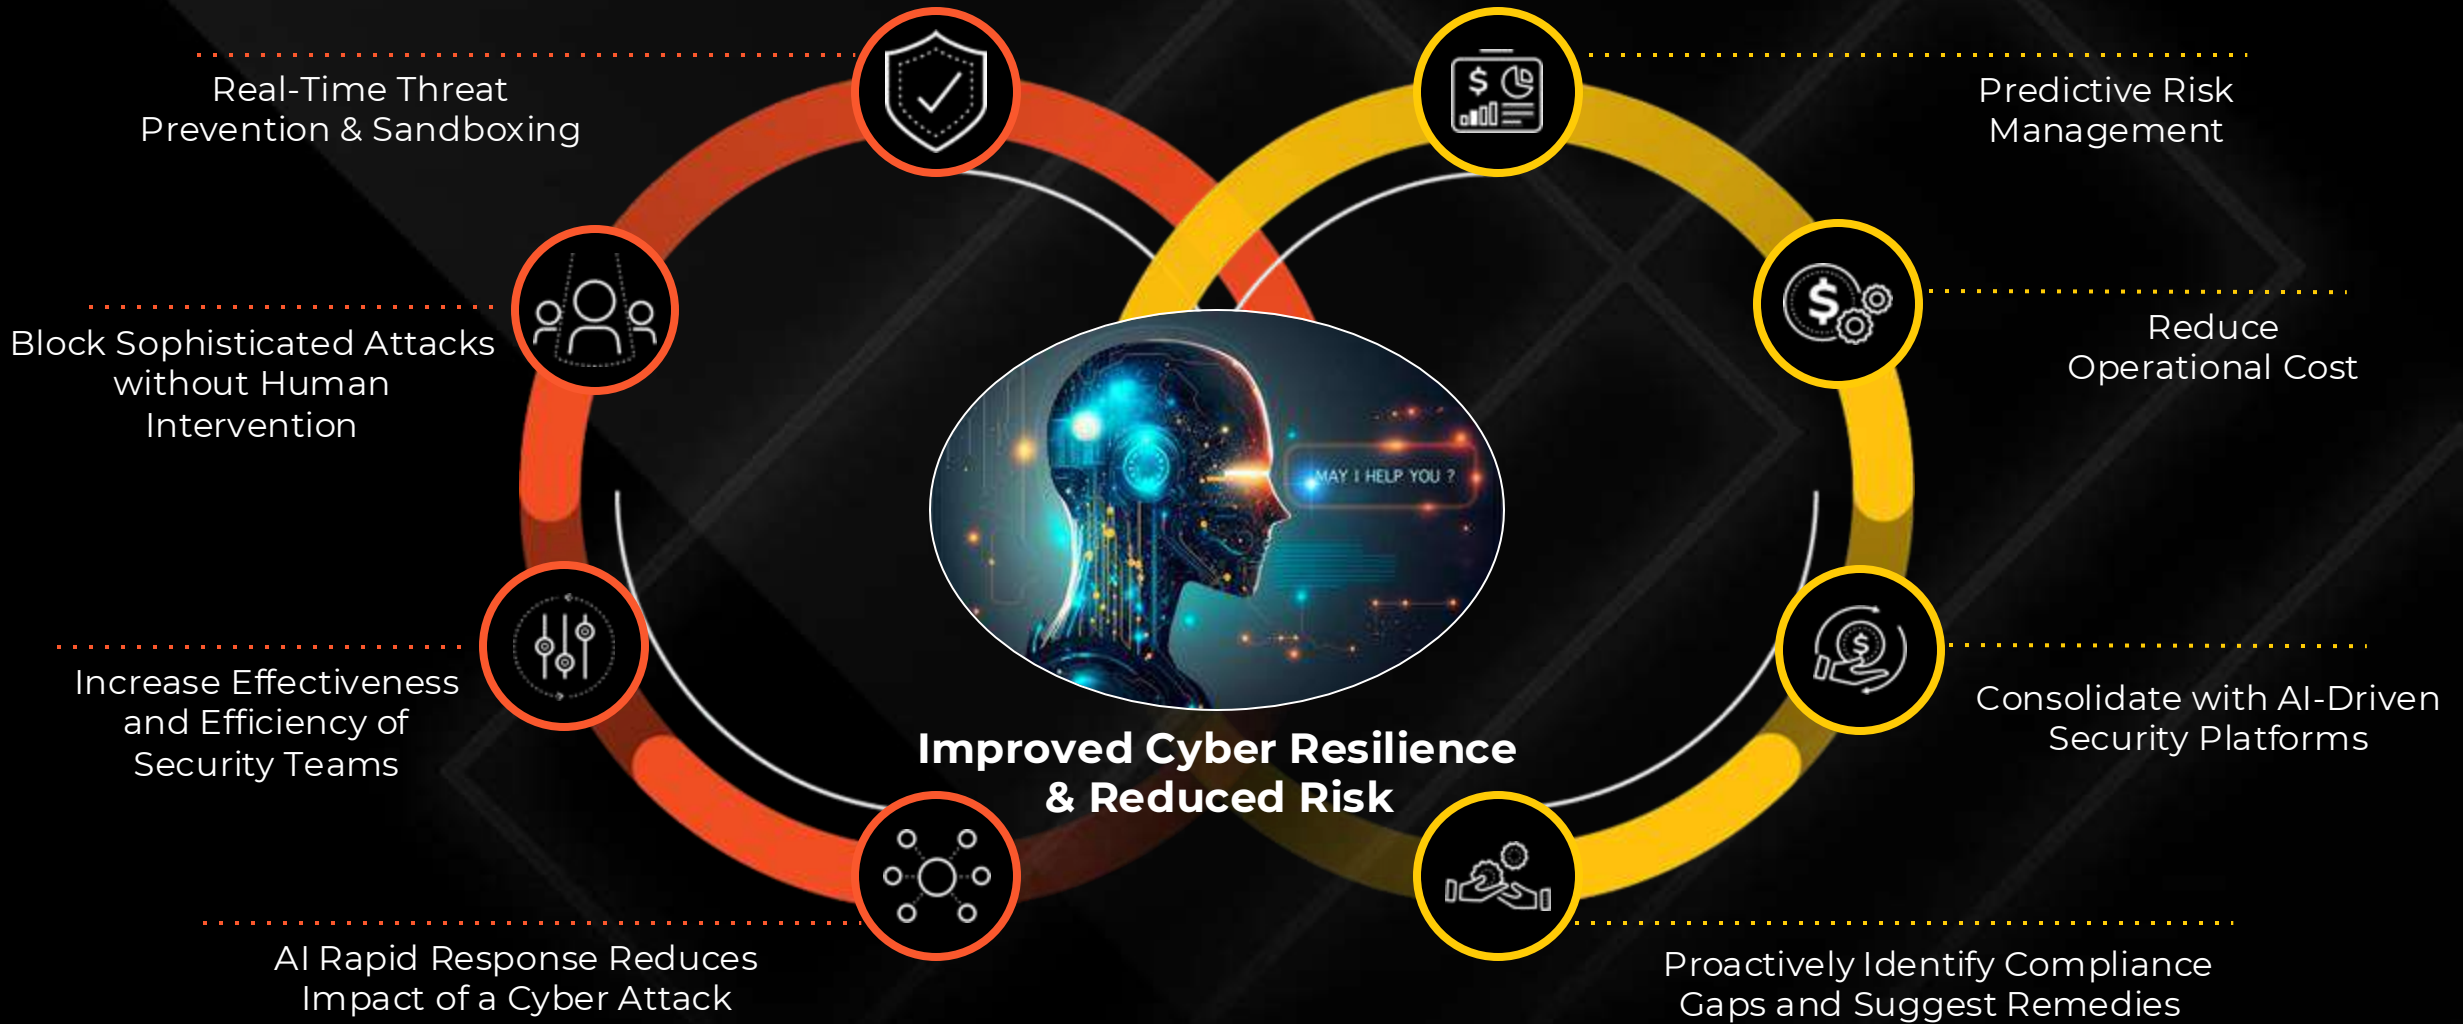 Real-Time Threat
Prevention & Sandboxing
Block Sophisticated Attacks
without Human
Intervention
Increase Effectiveness
and Efficiency of
Security Teams
AI Rapid Response Reduces
Impact of a Cyber Attack
$
MAY I HELP YOU ?
Improved Cyber Resilience
& Reduced Risk
Predictive Risk
Management
$
Reduce
Operational Cost
$
Consolidate with AI-Driven
Security Platforms
Proactively Identify Compliance
Gaps and Suggest Remedies